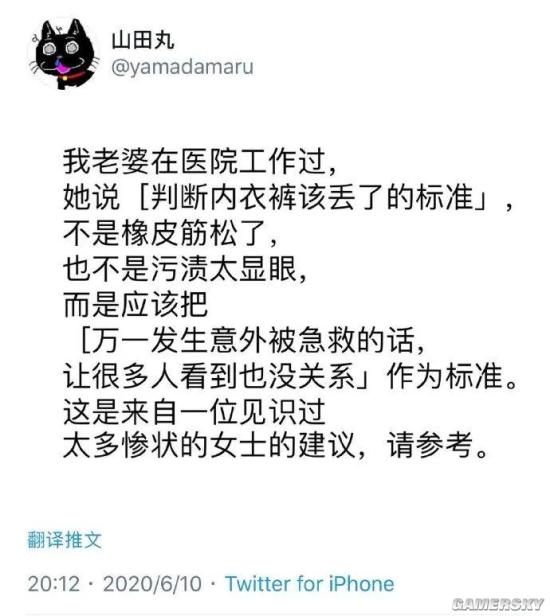 山田丸
@yamadamaru
我老婆在医院工作过，
她说［判断内衣裤该丢了的标准」，
不是橡皮筋松了，
也不是污渍太显眼，
而是应该把
［万一发生意外被急救的话，
让很多人看到也没关系」作为标准。
这是来自一位见识过
太多惨状的女士的建议，请参考。
翻译推文
20:12 · 2020/6/10 · Twitter for iPhone
GAMERSKY